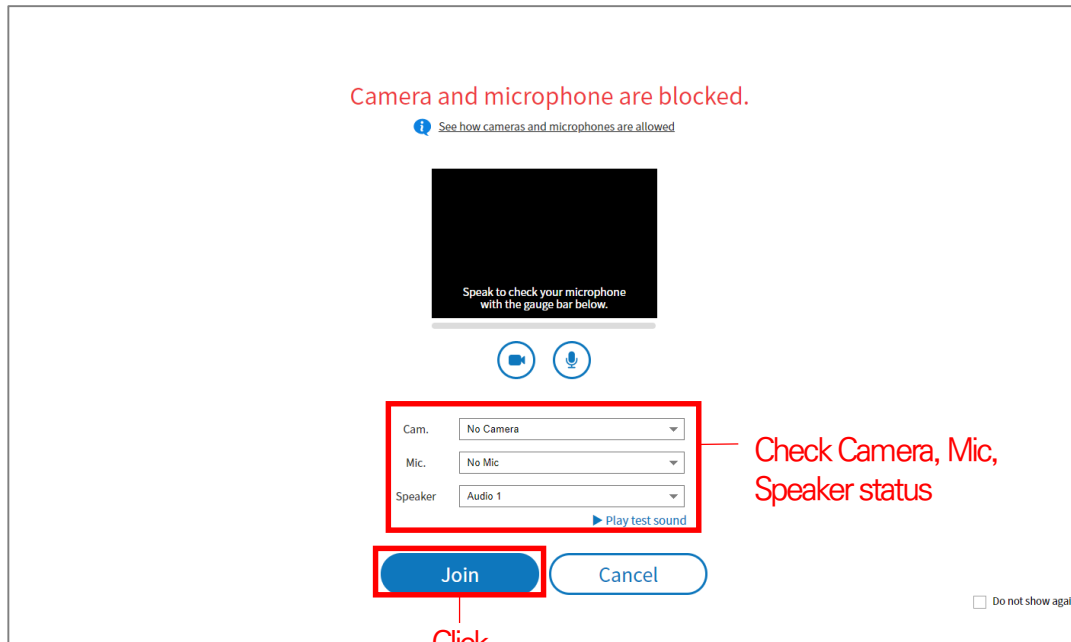 Camera and microphone are blocked.
See how cameras and microphones are allowed
Speak to check your microphone
with the gauge bar below.
Cam. No Camera
Mic. No Mic
Speaker Audio 1
Play test sound
Check Camera, Mic,
Speaker status
Join Cancel
Do not show agai
Click